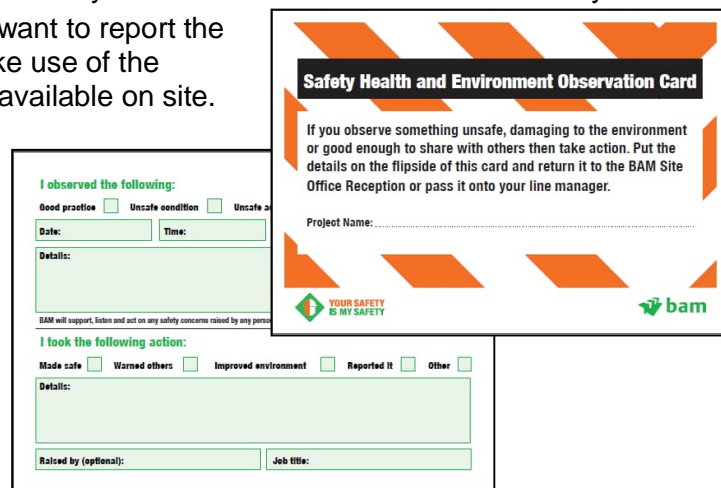 want to report the
ke use of the
available on site.
Safety Health and Environment Observation Card
If you observe something unsafe, damaging to the environment
or good enough to share with others then take action. Put the
details on the flipside of this card and return it to the BAM Site
Office Reception or pass it onto your line manager.
Project Name:
YOUR SAFETY
IS MY SAFETY
bam
I observed the following:
Good practice Unsafe condition Unsafe
Date: Time:
Details:
BAM will support, listen and act on any safety concerns raised by any
I took the following action:
Made safe Warned others Improved environment Reported it Other
Details:
Raised by (optional): Job title: